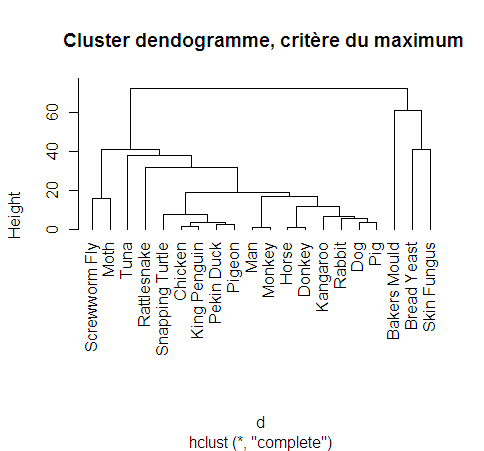 Cluster dendogramme, critère du maximum
Height
0
20
40
60
Screwworm Fly
Moth
Tuna
Rattlesnake
Snapping Turtle
Chicken
King Penguin
Pekin Duck
Pigeon
Man
Monkey
Horse
Donkey
Kangaroo
Rabbit
Dog
Pig
Bakers Mould
Bread Yeast
Skin Fungus
d
hclust (*, "complete")